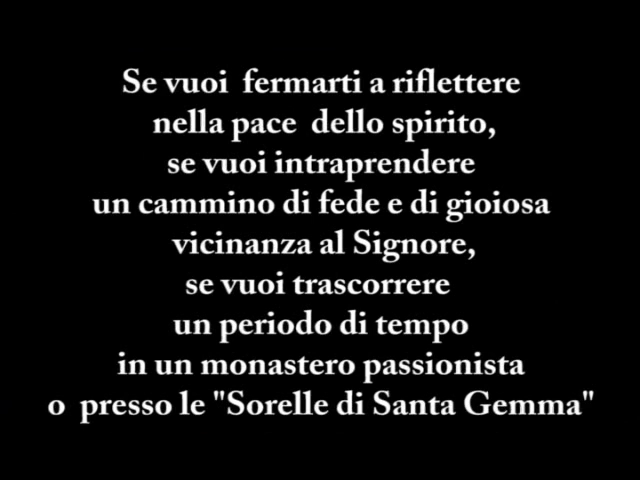 Se vuoi  fermarti a riflettere
nella pace  dello spirito,
se vuoi intraprendere
un cammino di fede e di gioiosa
vicinanza al Signore,
se vuoi trascorrere
un periodo di tempo
in un monastero passionista
o  presso le "Sorelle di Santa Gemma"